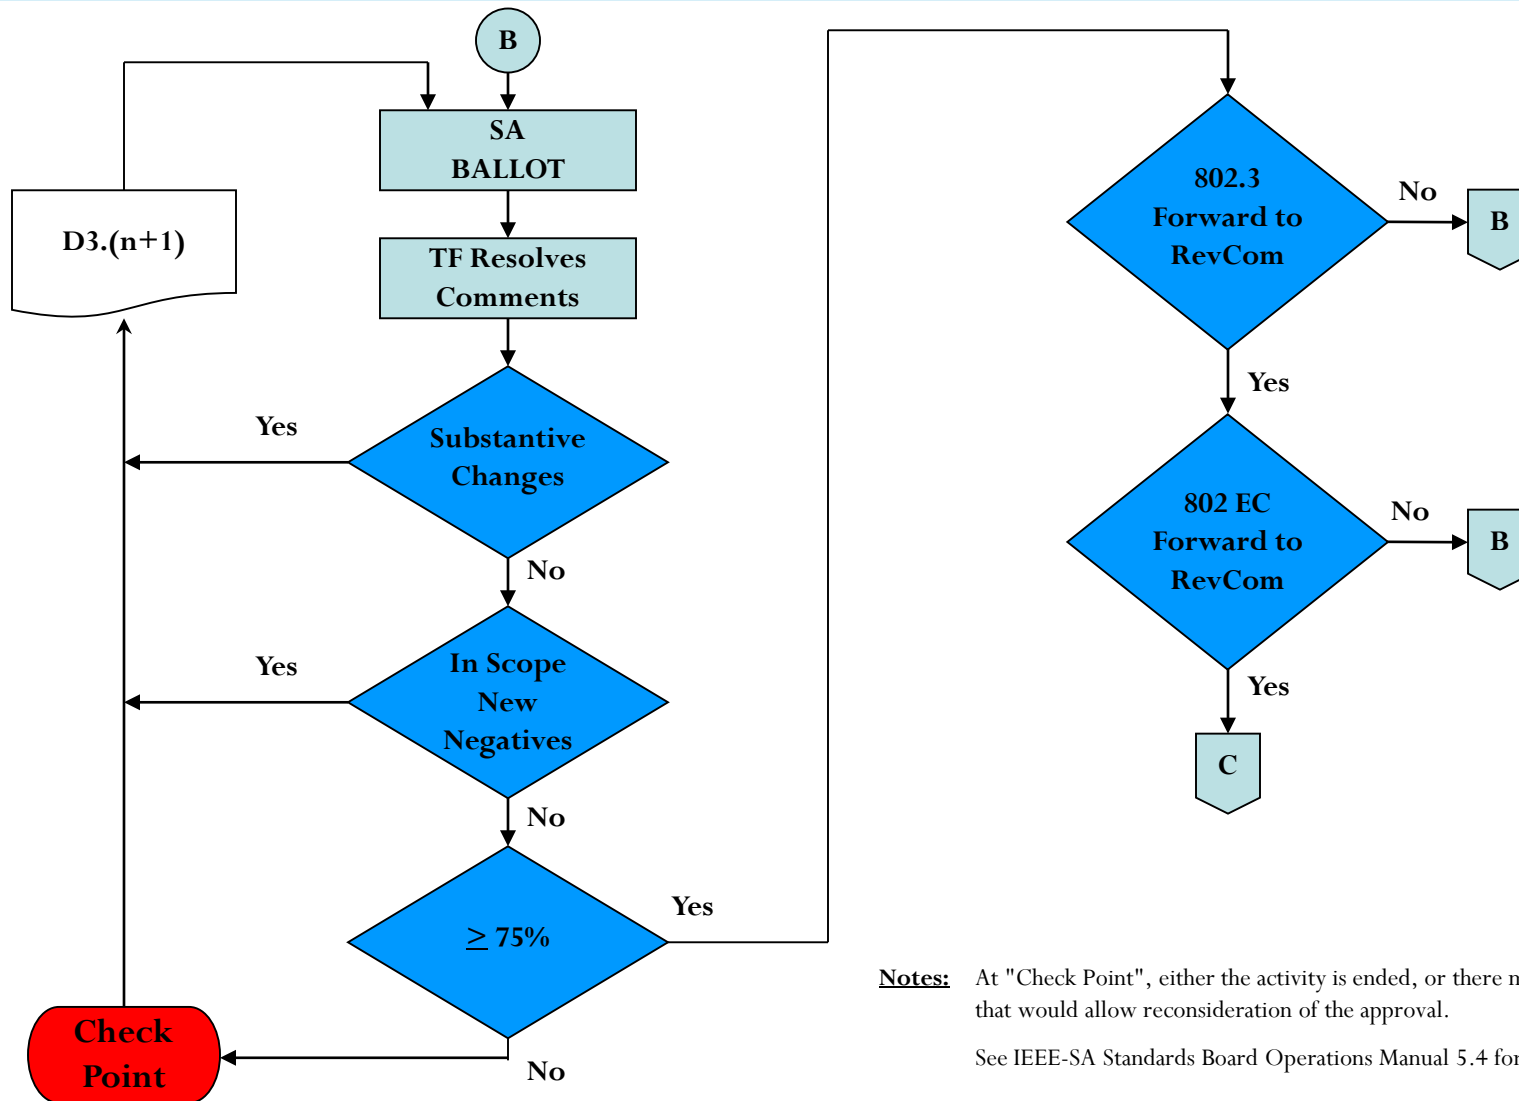 B
SA
BALLOT
D3.(n+1)
TF Resolves
Comments
Yes
Substantive
Changes
No
Yes
In Scope
New
Negatives
No
≥ 75%
Yes
No
Check
Point
802.3
Forward to
RevCom
No
B
Yes
802 EC
Forward to
RevCom
No
B
Yes
C
Notes: At "Check Point", either the activity is ended, or there
that would allow reconsideration of the approval.
See IEEE-SA Standards Board Operations Manual 5.4 for